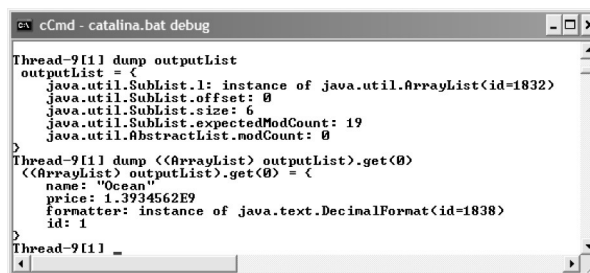 cCmd - catalina.bat debug
Thread-9[1] dump outputList
outputList = {
java.util.SubList.l: instance of java.util.ArrayList(id=1832)
java.util.SubList.offset: 0
java.util.SubList.size: 6
java.util.SubList.expectedModCount: 19
java.util.AbstractList.modCount: 0
}
Thread-9[1] dump ((ArrayList) outputList).get(0)
((ArrayList) outputList).get(0) = {
name: "Ocean"
price: 1.3934562E9
formatter: instance of java.text.DecimalFormat(id=1838)
id: 1
}
Thread-9[1] _